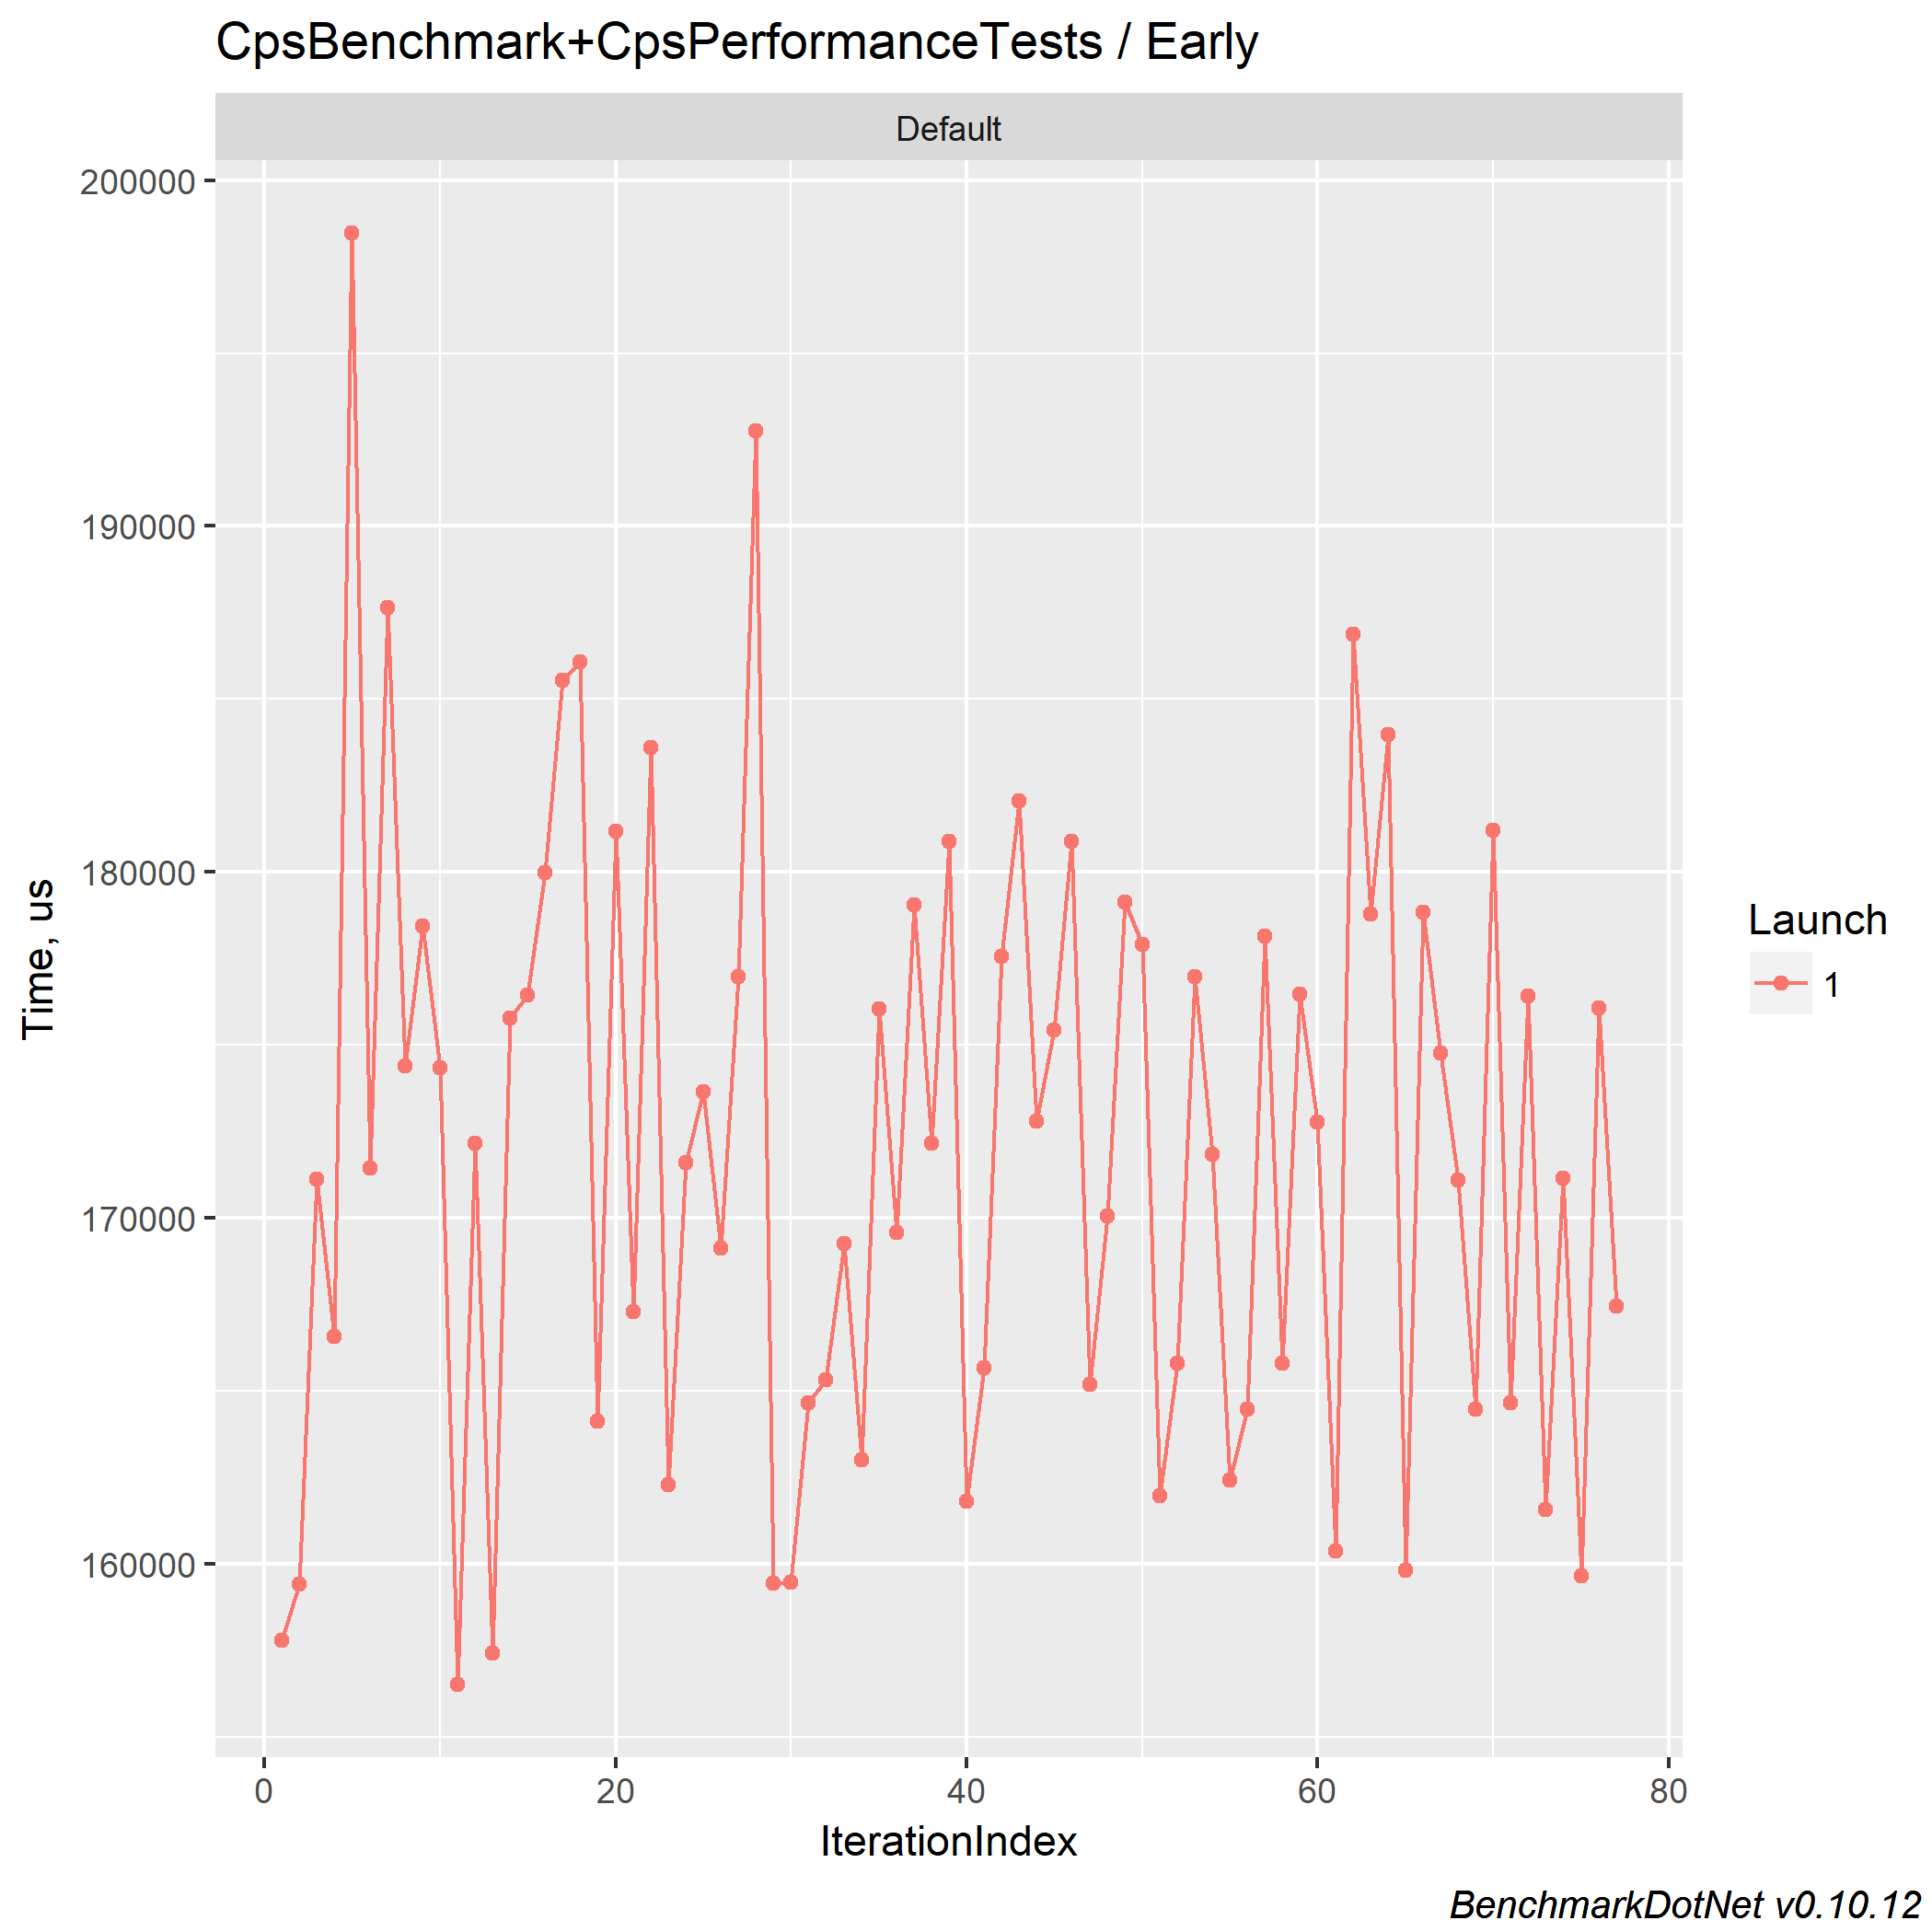 CpsBenchmark+CpsPerformanceTests / Early
Default
200000
190000
180000
170000
160000
Time, us
0 20 40 60 80
IterationIndex
Launch
1
BenchmarkDotNet v0.10.12